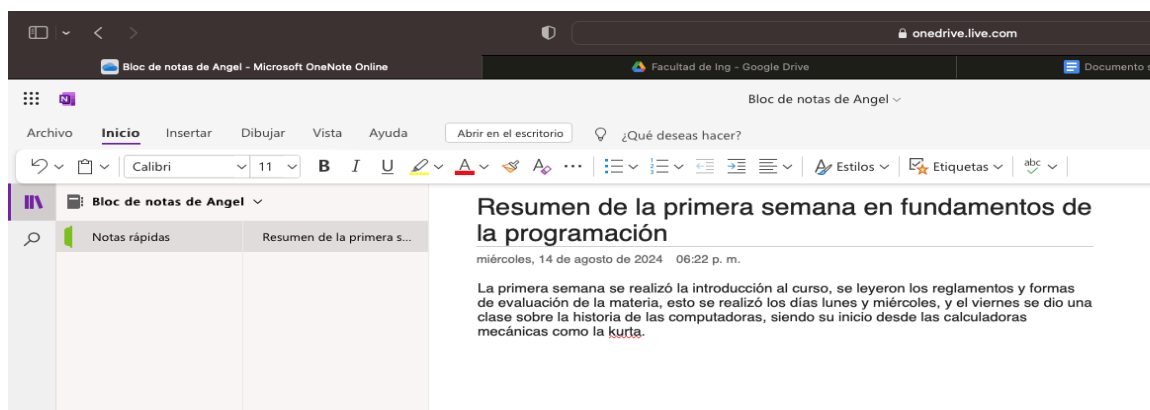 onedrive.live.com
Bloc de notas de Angel - Microsoft OneNote Online
Facultad de Ing - Google Drive
Documento s
Bloc de notas de Angel
Archivo Inicio Insertar Dibujar Vista Ayuda Abrir en el escritorio ¿Qué deseas hacer?
Calibri 11 B I U A A Estilos Etiquetas abc
Bloc de notas de Angel
Notas rápidas
Resumen de la primera s...
Resumen de la primera semana en fundamentos de
la programación
miércoles, 14 de agosto de 2024 06:22 p. m.
La primera semana se realizó la introducción al curso, se leyeron los reglamentos y formas
de evaluación de la materia, esto se realizó los días lunes y miércoles, y el viernes se dio una
clase sobre la historia de las computadoras, siendo su inicio desde las calculadoras
mecánicas como la kurta.